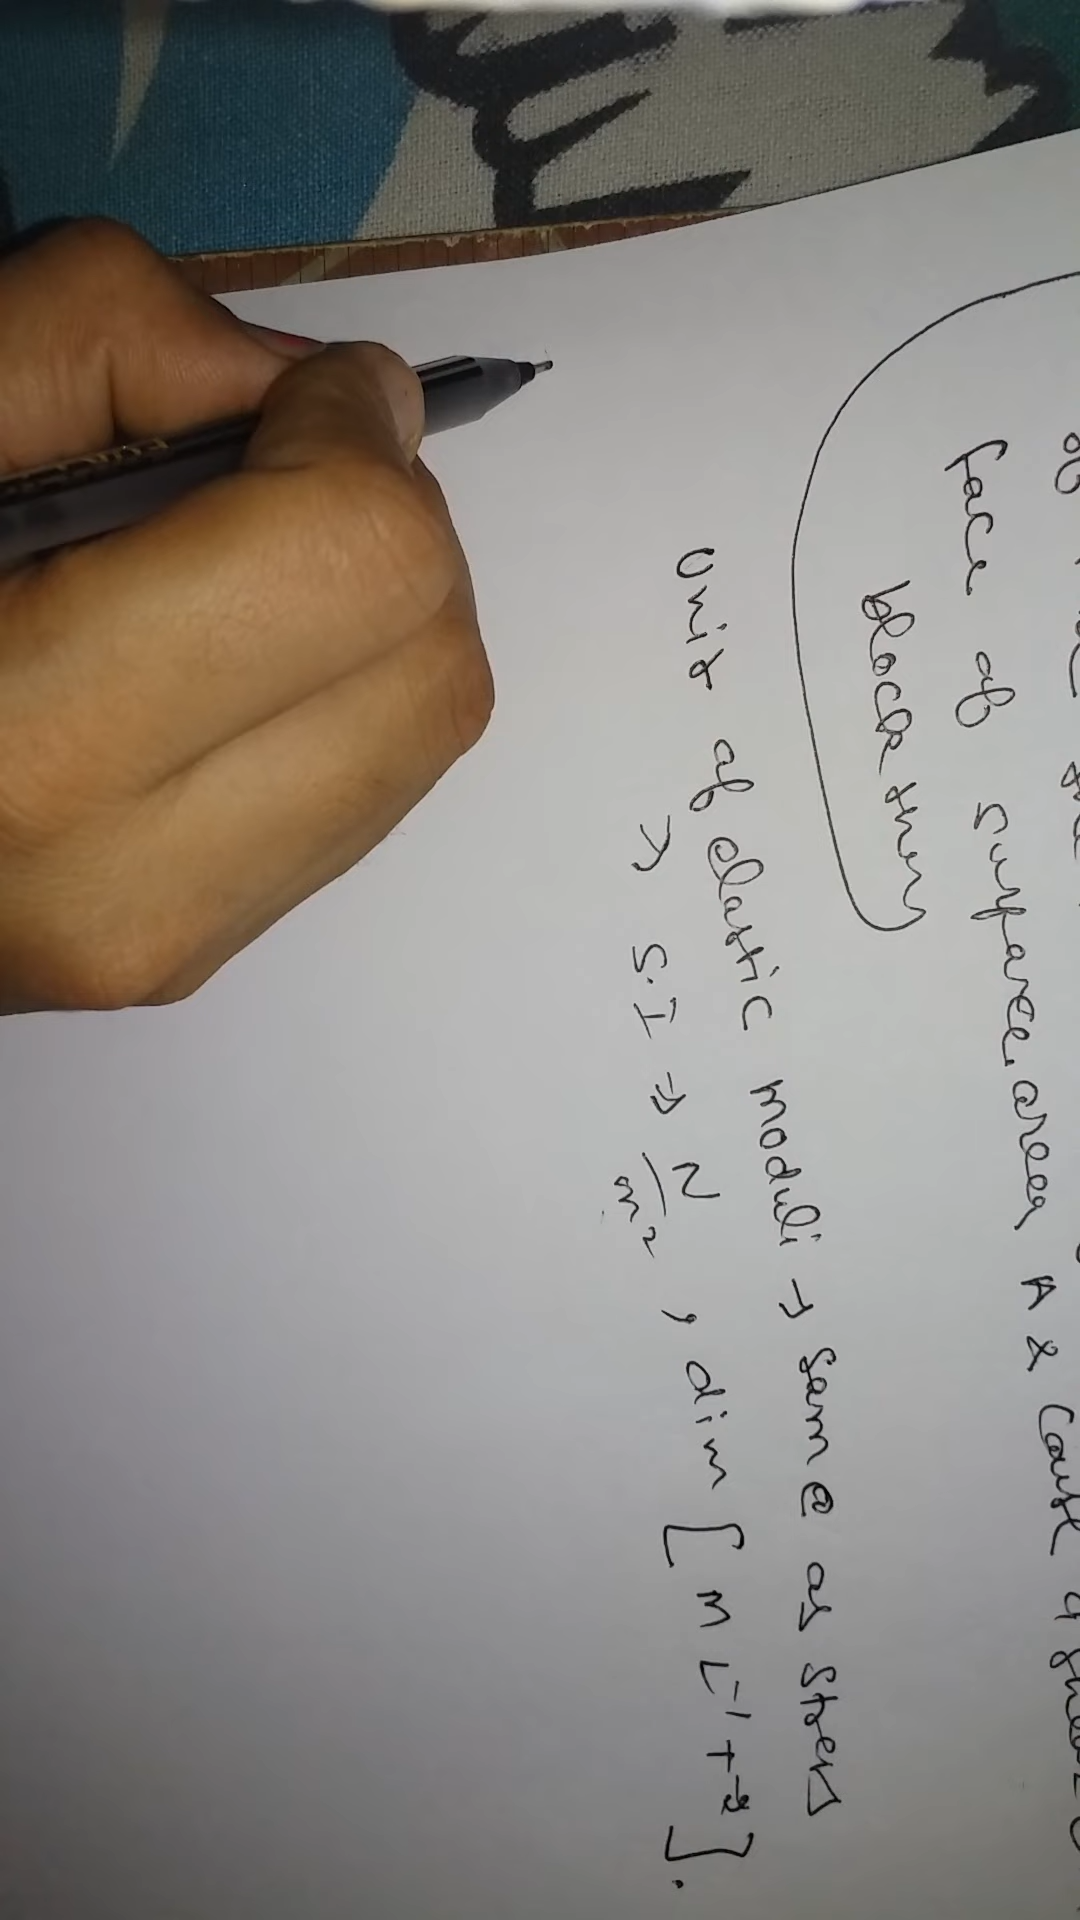 face of surface area A & cause a shear
block then
Unit of elastic moduli → same as stress
→ S.I → N/m² , dim [M L⁻¹ T⁻²].